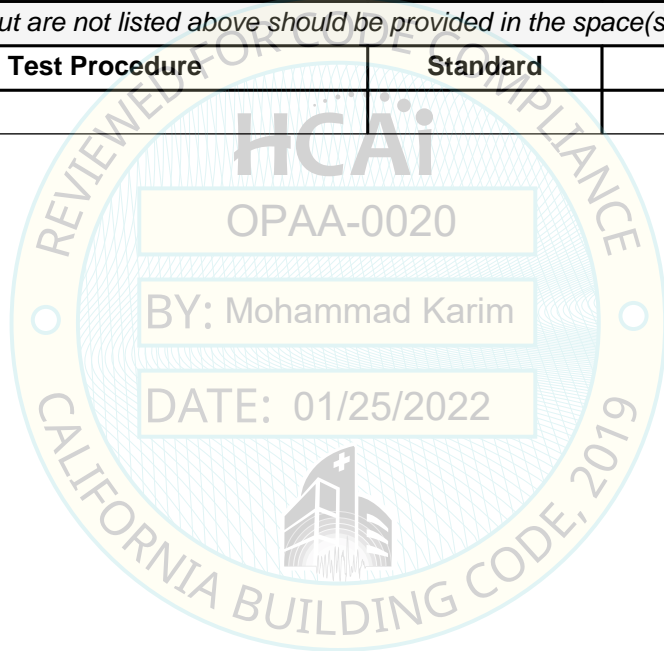 ut are not listed above should be provided in the space(s
Test Procedure Standard
REVIEWED FOR CODE COMPLIANCE
HCAi
OPAA-0020
BY: Mohammad Karim
DATE: 01/25/2022
CALIFORNIA BUILDING CODE, 2019